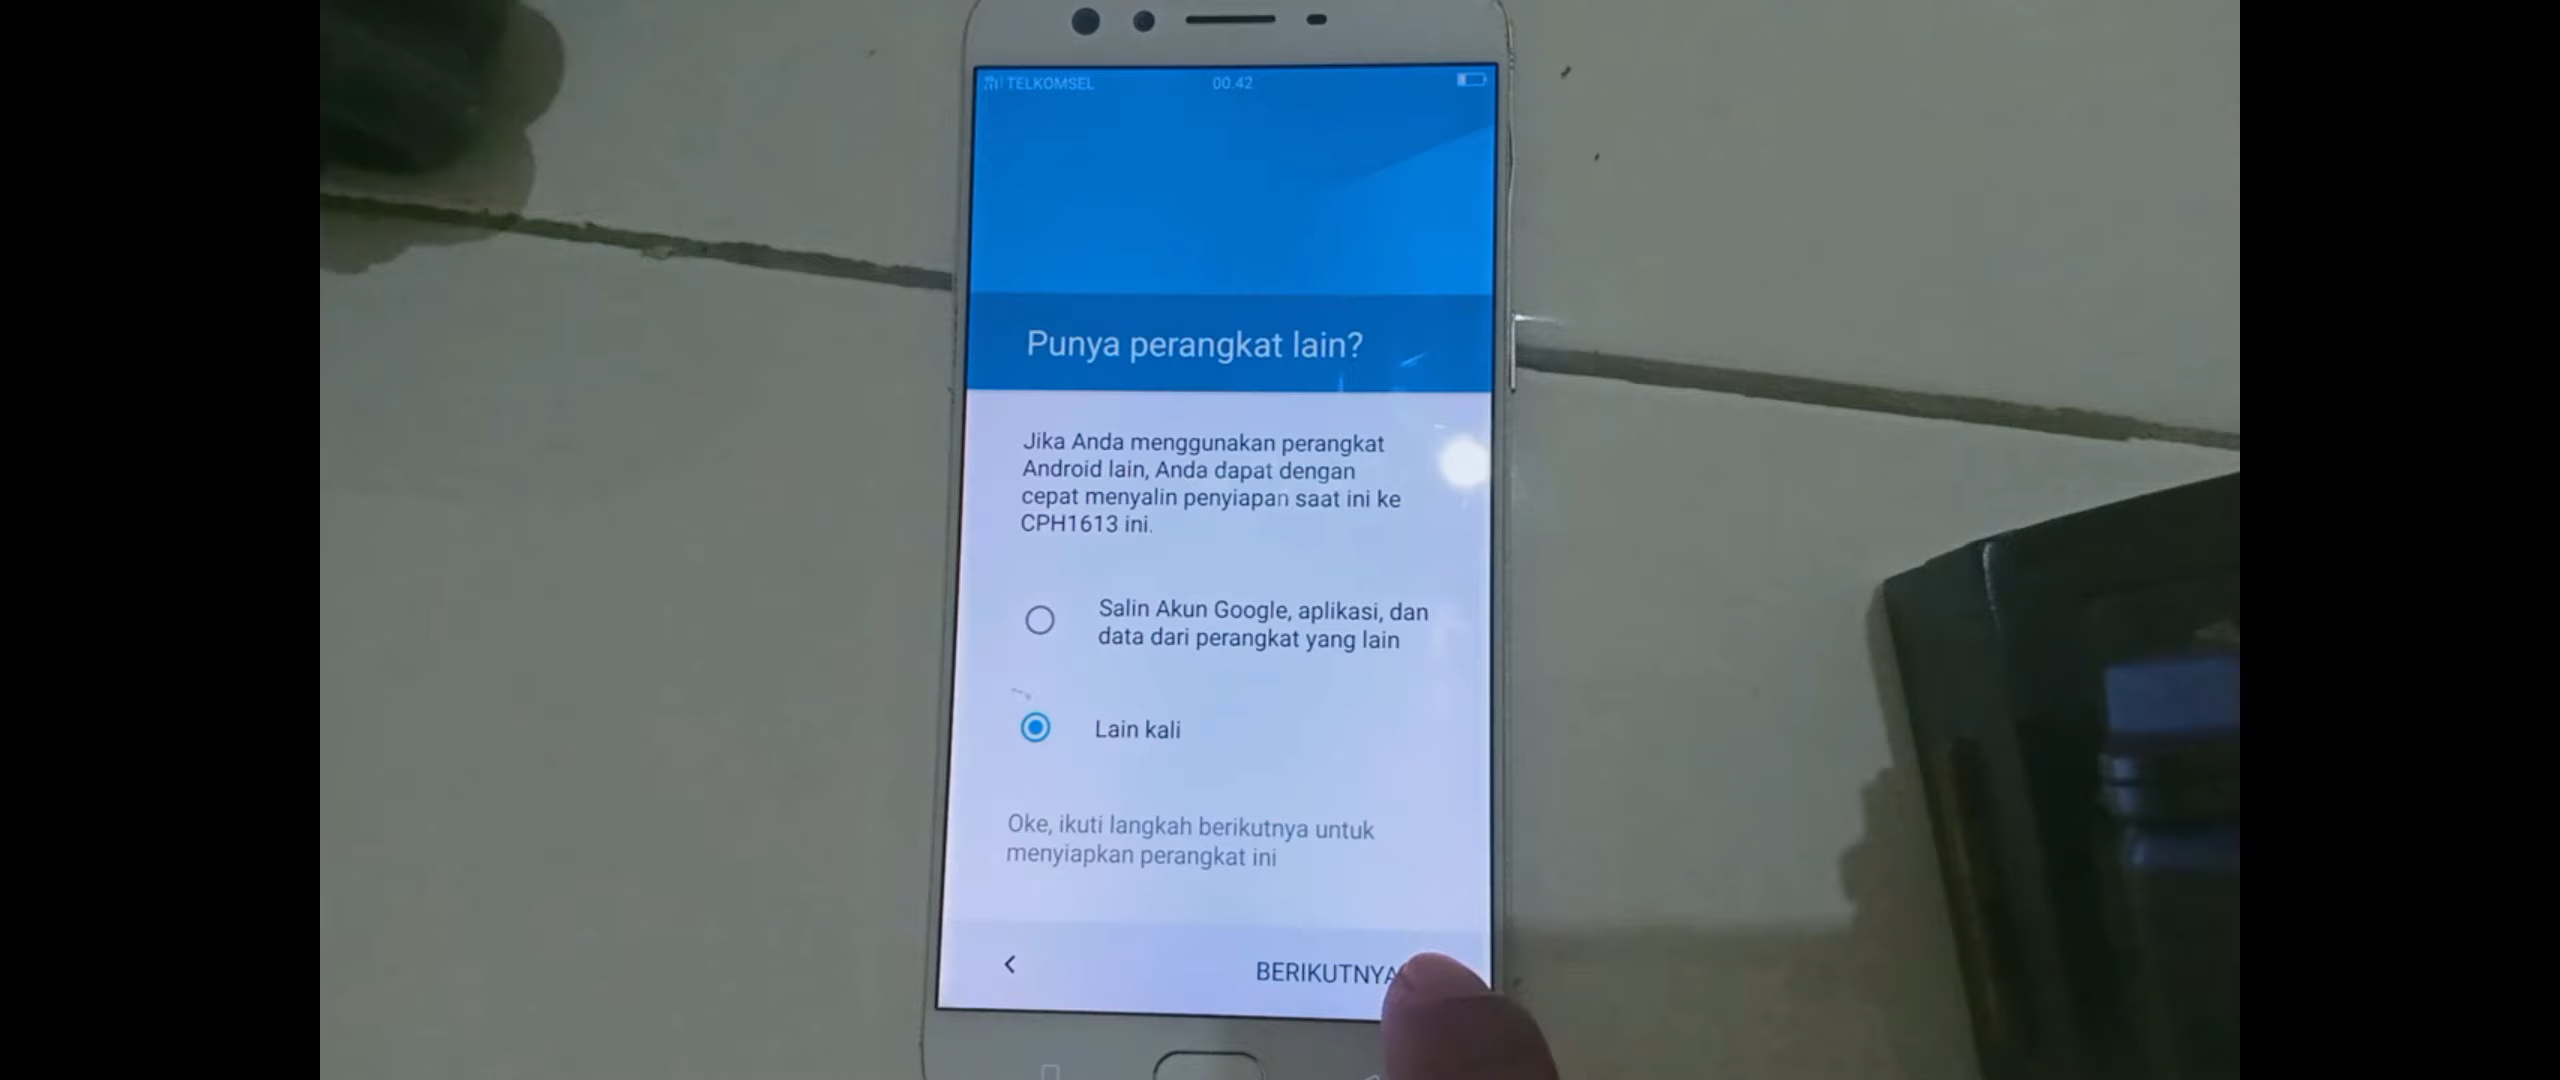 TELKOMSEL 00.42
Punya perangkat lain?
Jika Anda menggunakan perangkat
Android lain, Anda dapat dengan
cepat menyalin penyiapan saat ini ke
CPH1613 ini.
Salin Akun Google, aplikasi, dan
data dari perangkat yang lain
Lain kali
Oke, ikuti langkah berikutnya untuk
menyiapkan perangkat ini
BERIKUTNYA